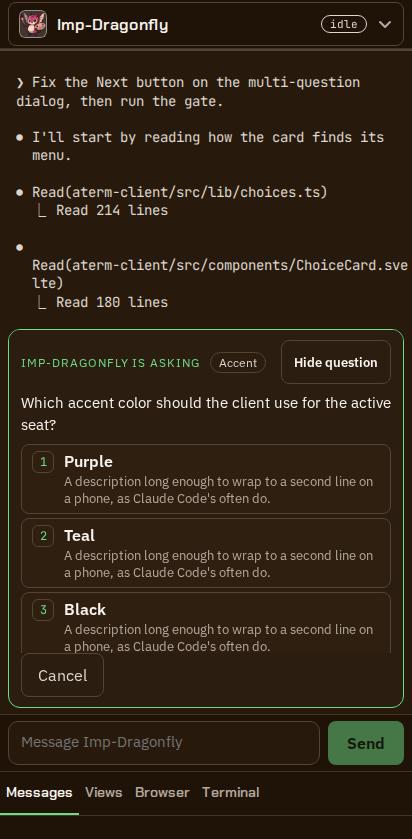 Imp-Dragonfly
idle
❯ Fix the Next button on the multi-question
dialog, then run the gate.
● I'll start by reading how the card finds its
menu.
● Read(aterm-client/src/lib/choices.ts)
⎿ Read 214 lines
●
Read(aterm-client/src/components/ChoiceCard.sve
lte)
⎿ Read 180 lines
IMP-DRAGONFLY IS ASKING
Accent
Hide question
Which accent color should the client use for the active
seat?
1 Purple
A description long enough to wrap to a second line on
a phone, as Claude Code's often do.
2 Teal
A description long enough to wrap to a second line on
a phone, as Claude Code's often do.
3 Black
A description long enough to wrap to a second line on
a phone, as Claude Code's often do.
Cancel
Message Imp-Dragonfly
Send
Messages Views Browser Terminal